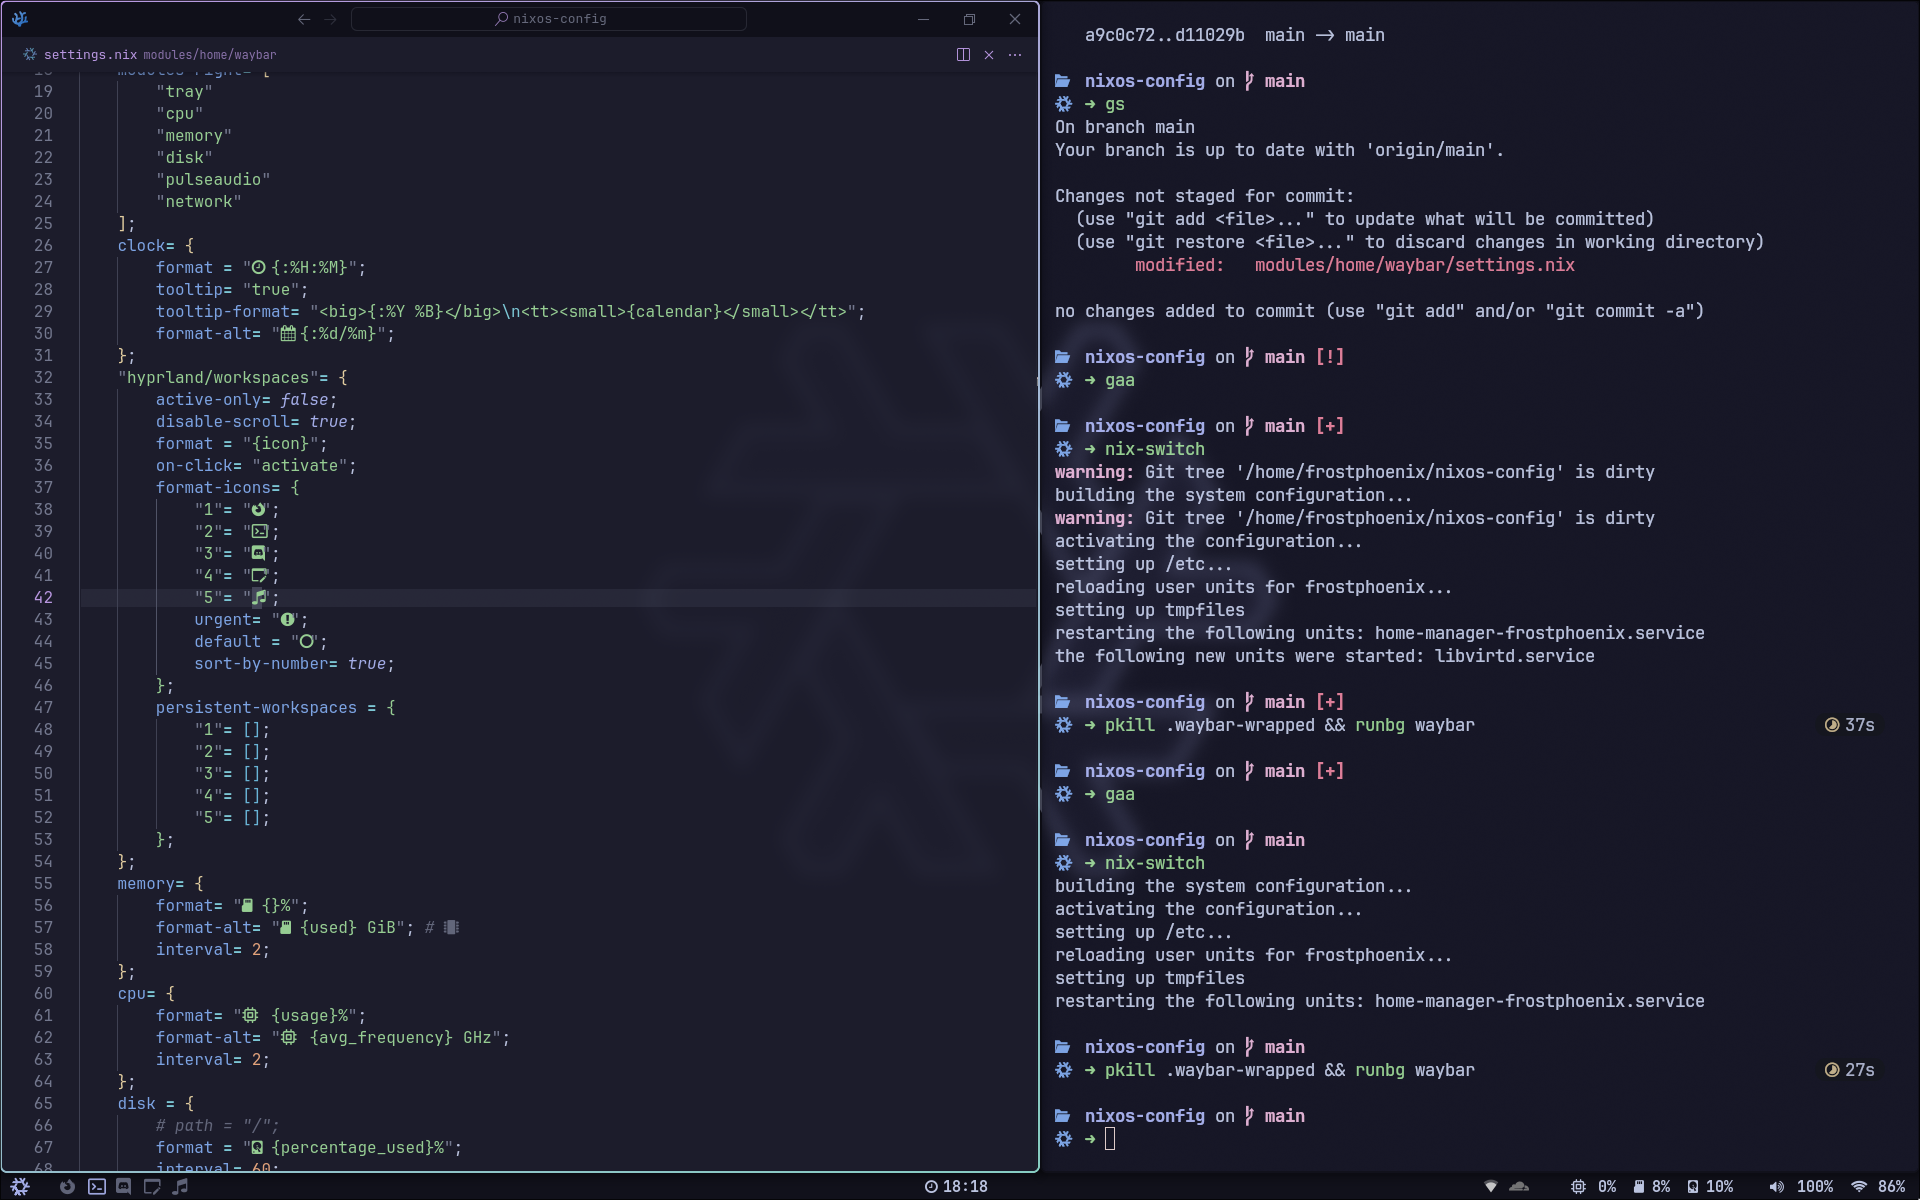 nixos-config
settings.nix modules/home/waybar
18 modules-right= [
19 "tray"
20 "cpu"
21 "memory"
22 "disk"
23 "pulseaudio"
24 "network"
25 ];
26 clock= {
27 format = " {:%H:%M}";
28 tooltip= "true";
29 tooltip-format= "<big>{:%Y %B}</big>\n<tt><small>{calendar}</small></tt>";
30 format-alt= " {:%d/%m}";
31 };
32 "hyprland/workspaces"= {
33 active-only= false;
34 disable-scroll= true;
35 format = "{icon}";
36 on-click= "activate";
37 format-icons= {
38 "1"= "";
39 "2"= "";
40 "3"= "";
41 "4"= "";
42 "5"= "";
43 urgent= "";
44 default = "";
45 sort-by-number= true;
46 };
47 persistent-workspaces = {
48 "1"= [];
49 "2"= [];
50 "3"= [];
51 "4"= [];
52 "5"= [];
53 };
54 };
55 memory= {
56 format= " {}%";
57 format-alt= " {used} GiB"; #
58 interval= 2;
59 };
60 cpu= {
61 format= " {usage}%";
62 format-alt= " {avg_frequency} GHz";
63 interval= 2;
64 };
65 disk = {
66 # path = "/";
67 format = " {percentage_used}%";
68 interval= 60;
a9c0c72..d11029b main -> main
nixos-config on main
➜ gs
On branch main
Your branch is up to date with 'origin/main'.
Changes not staged for commit:
(use "git add <file>..." to update what will be committed)
(use "git restore <file>..." to discard changes in working directory)
modified: modules/home/waybar/settings.nix
no changes added to commit (use "git add" and/or "git commit -a")
nixos-config on main [!]
➜ gaa
nixos-config on main [+]
➜ nix-switch
warning: Git tree '/home/frostphoenix/nixos-config' is dirty
building the system configuration...
warning: Git tree '/home/frostphoenix/nixos-config' is dirty
activating the configuration...
setting up /etc...
reloading user units for frostphoenix...
setting up tmpfiles
restarting the following units: home-manager-frostphoenix.service
the following new units were started: libvirtd.service
nixos-config on main [+]
➜ pkill .waybar-wrapped && runbg waybar 37s
nixos-config on main [+]
➜ gaa
nixos-config on main
➜ nix-switch
building the system configuration...
activating the configuration...
setting up /etc...
reloading user units for frostphoenix...
setting up tmpfiles
restarting the following units: home-manager-frostphoenix.service
nixos-config on main
➜ pkill .waybar-wrapped && runbg waybar 27s
nixos-config on main
➜
18:18
0% 8% 10% 100% 86%